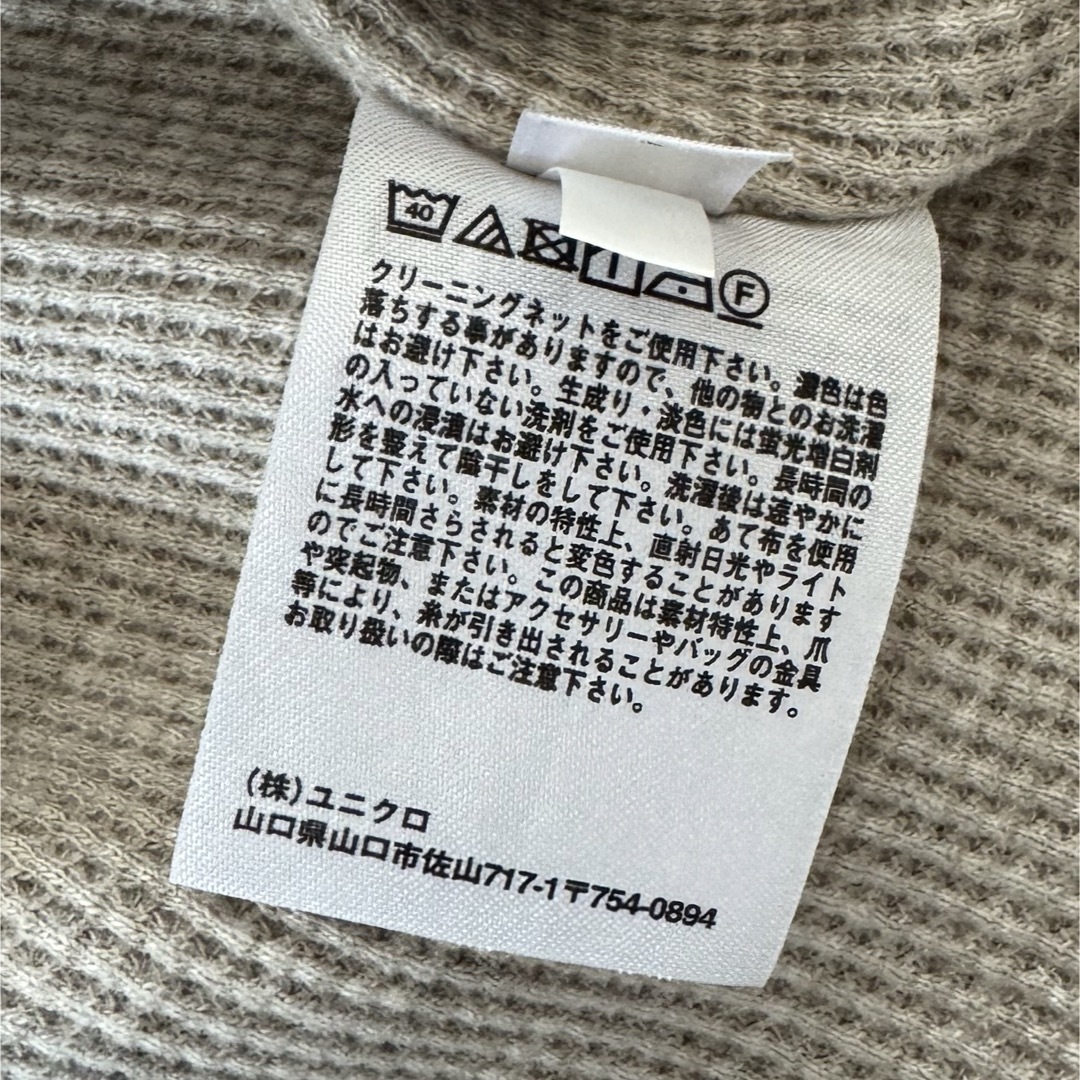 40
F
クリーニングネットをご使用下さい。濃色は色
落ちする事がありますので、他の物とのお洗濯
はお避け下さい。生成り・淡色には蛍光増白剤
の入っていない洗剤をご使用下さい。長時間の
水への浸漬はお避け下さい。洗濯後は速やかに
形を整えて陰干しをして下さい。あて布を使用
して下さい。素材の特性上、直射日光やライト
に長時間さらされると変色することがあります
のでご注意下さい。この商品は素材特性上、爪
や突起物、またはアクセサリーやバッグの金具
等により、糸が引き出されることがあります。
お取り扱いの際はご注意下さい。
(株)ユニクロ
山口県山口市佐山717-1〒754-0894